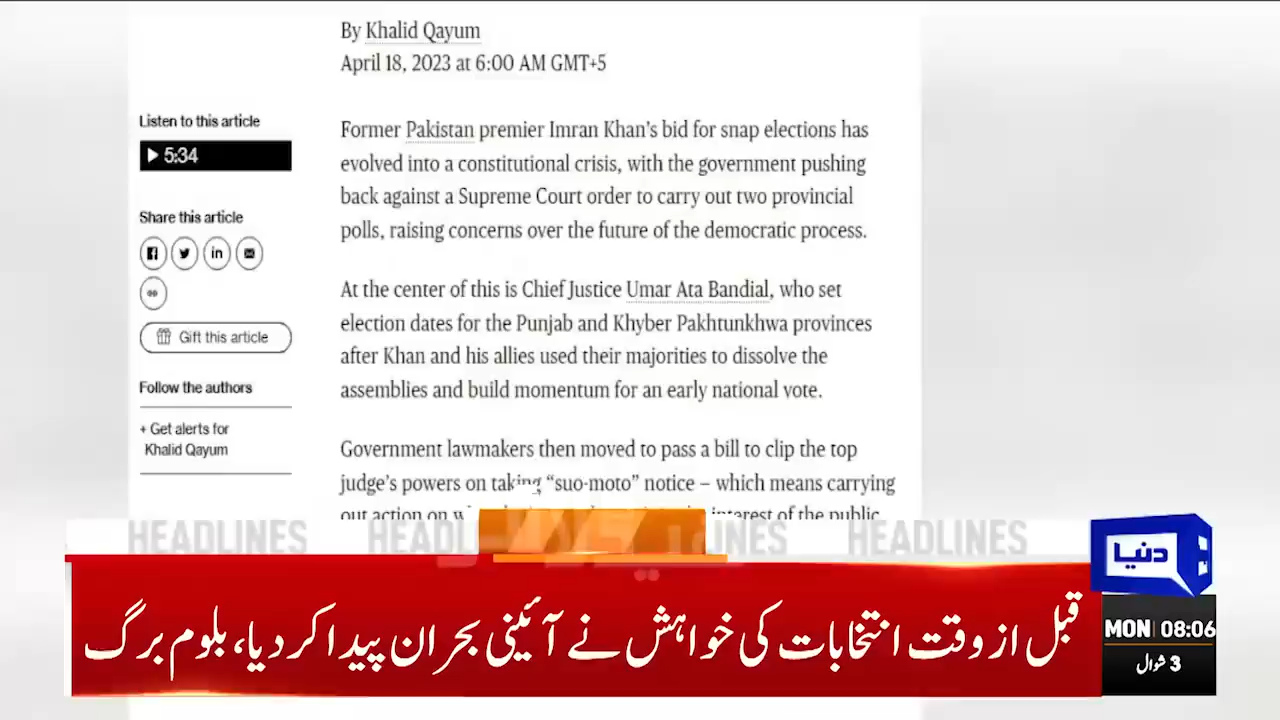 By Khalid Qayum
April 18, 2023 at 6:00 AM GMT+5
Listen to this article
5:34
Share this article
Gift this article
Follow the authors
+ Get alerts for
Khalid Qayum
Former Pakistan premier Imran Khan's bid for snap elections has
evolved into a constitutional crisis, with the government pushing
back against a Supreme Court order to carry out two provincial
polls, raising concerns over the future of the democratic process.
At the center of this is Chief Justice Umar Ata Bandial, who set
election dates for the Punjab and Khyber Pakhtunkhwa provinces
after Khan and his allies used their majorities to dissolve the
assemblies and build momentum for an early national vote.
Government lawmakers then moved to pass a bill to clip the top
judge's powers on taking “suo-moto” notice – which means carrying
out action on interest of the public
HEADLINES HEADLINES HEADLINES
دنیا
قبل از وقت انتخابات کی خواہش نے آئینی بحران پیدا کر دیا، بلوم برگ
MON 08:06
3 شوال